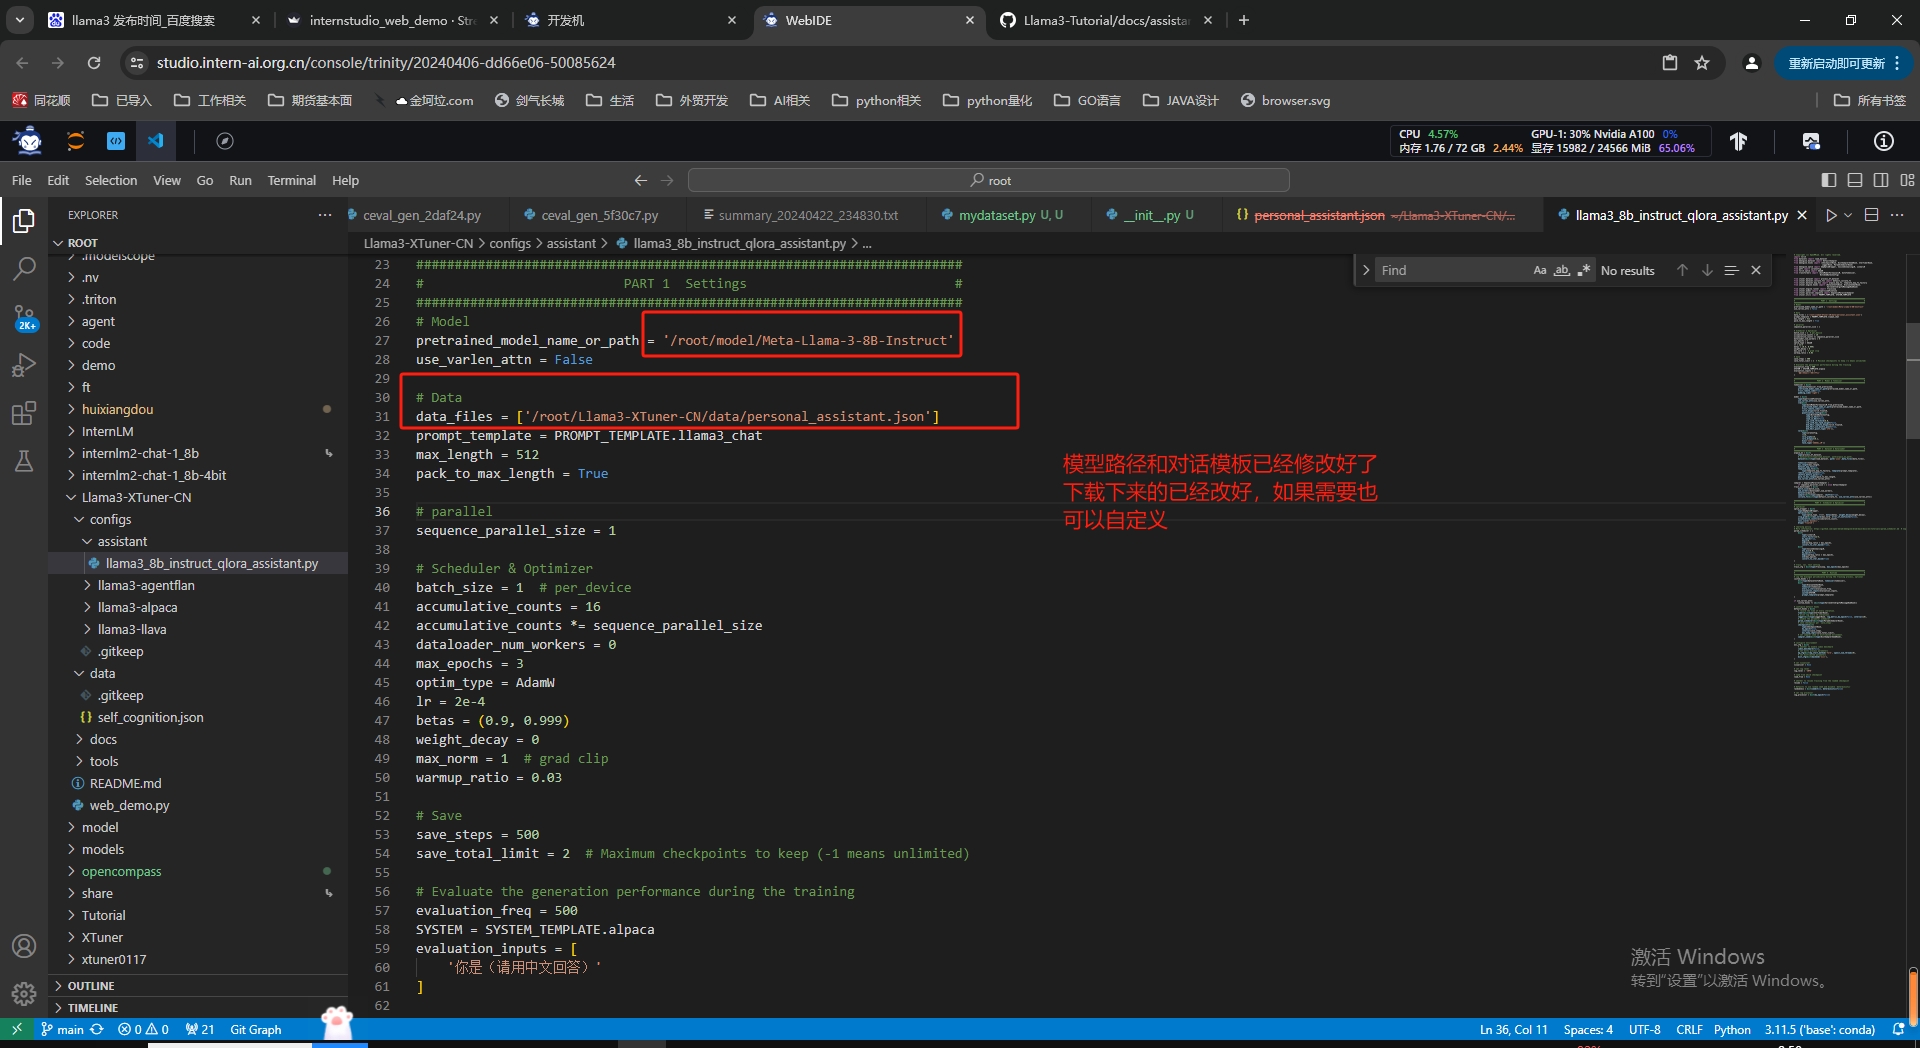 llama3 发布时间_百度搜索
internstudio_web_demo · Stre
开发机
WebIDE
Llama3-Tutorial/docs/assista
studio.intern-ai.org.cn/console/trinity/20240406-dd66e06-50085624
重新启动即可更新
同花顺 已导入 工作相关 期货基本面 金坷垃.com 剑气长城 生活 外贸开发 AI相关 python相关 python量化 GO语言 JAVA设计 browser.svg 所有书签
CPU 4.57% GPU-1: 30% Nvidia A100 0%
内存 1.76 / 72 GB 2.44% 显存 15982 / 24566 MiB 65.06%
File Edit Selection View Go Run Terminal Help
root
EXPLORER
ceval_gen_2daf24.py ceval_gen_5f30c7.py summary_20240422_234830.txt mydataset.py U, U __init__.py U personal_assistant.json ~/Llama3-XTuner-CN/... llama3_8b_instruct_qlora_assistant.py
Llama3-XTuner-CN > configs > assistant > llama3_8b_instruct_qlora_assistant.py > ...
Find
Aa ab .* No results
ROOT
.modelscope
.nv
.triton
agent
code
demo
ft
huixiangdou
InternLM
internlm2-chat-1_8b
internlm2-chat-1_8b-4bit
Llama3-XTuner-CN
configs
assistant
llama3_8b_instruct_qlora_assistant.py
llama3-agentflan
llama3-alpaca
llama3-llava
.gitkeep
data
.gitkeep
self_cognition.json
docs
tools
README.md
web_demo.py
model
models
opencompass
share
Tutorial
XTuner
xtuner0117
OUTLINE
TIMELINE
2K+
23 #######################################################################
24 # PART 1 Settings #
25 #######################################################################
26 # Model
27 pretrained_model_name_or_path = '/root/model/Meta-Llama-3-8B-Instruct'
28 use_varlen_attn = False
29
30 # Data
31 data_files = ['/root/Llama3-XTuner-CN/data/personal_assistant.json']
32 prompt_template = PROMPT_TEMPLATE.llama3_chat
33 max_length = 512
34 pack_to_max_length = True
35
36 # parallel
37 sequence_parallel_size = 1
38
39 # Scheduler & Optimizer
40 batch_size = 1 # per_device
41 accumulative_counts = 16
42 accumulative_counts *= sequence_parallel_size
43 dataloader_num_workers = 0
44 max_epochs = 3
45 optim_type = AdamW
46 lr = 2e-4
47 betas = (0.9, 0.999)
48 weight_decay = 0
49 max_norm = 1 # grad clip
50 warmup_ratio = 0.03
51
52 # Save
53 save_steps = 500
54 save_total_limit = 2 # Maximum checkpoints to keep (-1 means unlimited)
55
56 # Evaluate the generation performance during the training
57 evaluation_freq = 500
58 SYSTEM = SYSTEM_TEMPLATE.alpaca
59 evaluation_inputs = [
60 '你是（请用中文回答）'
61 ]
62
模型路径和对话模板已经修改好了
下载下来的已经改好，如果需要也
可以自定义
激活 Windows
转到"设置"以激活 Windows。
main 0 0 21 Git Graph
Ln 36, Col 11 Spaces: 4 UTF-8 CRLF Python 3.11.5 ('base': conda)